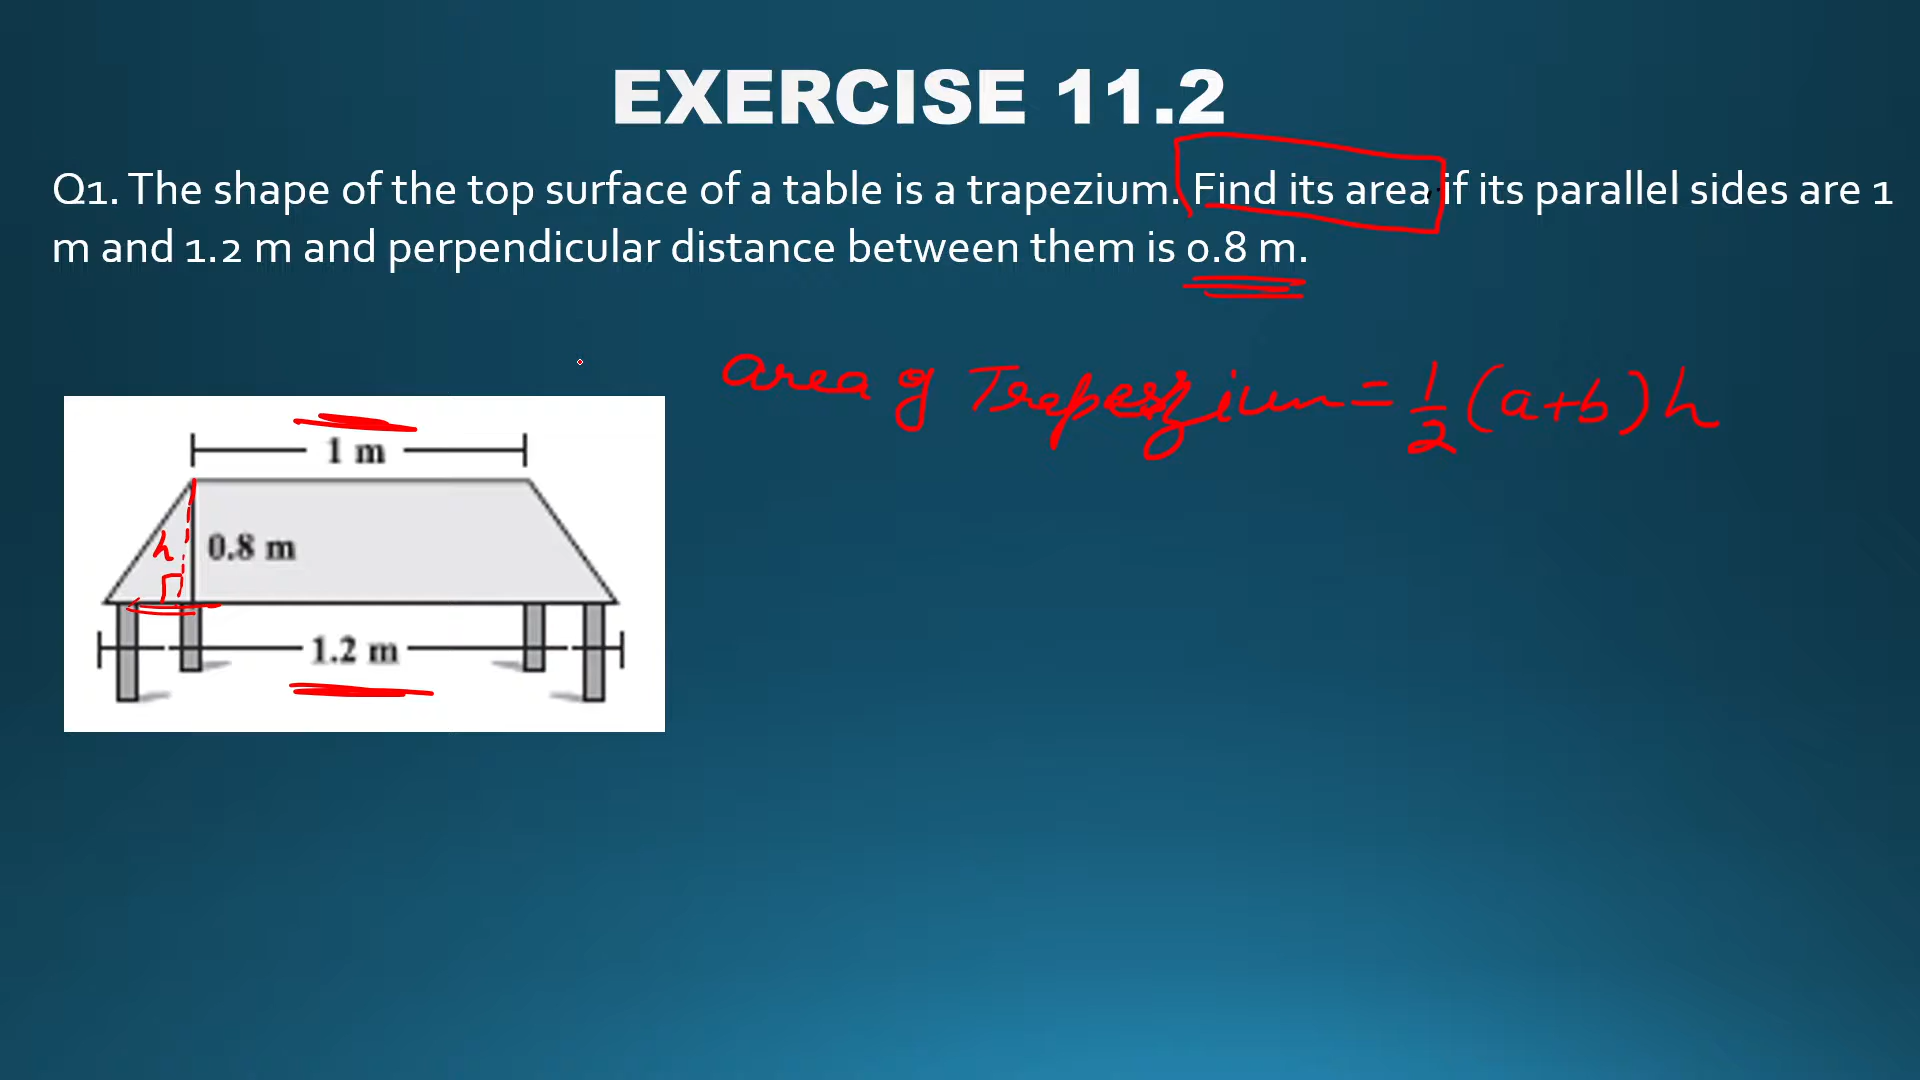 EXERCISE 11.2
Q1. The shape of the top surface of a table is a trapezium. Find its area if its parallel sides are 1
m and 1.2 m and perpendicular distance between them is 0.8 m.
area of Trapezium = 1/2 (a+b) h
1 m
h
0.8 m
1.2 m